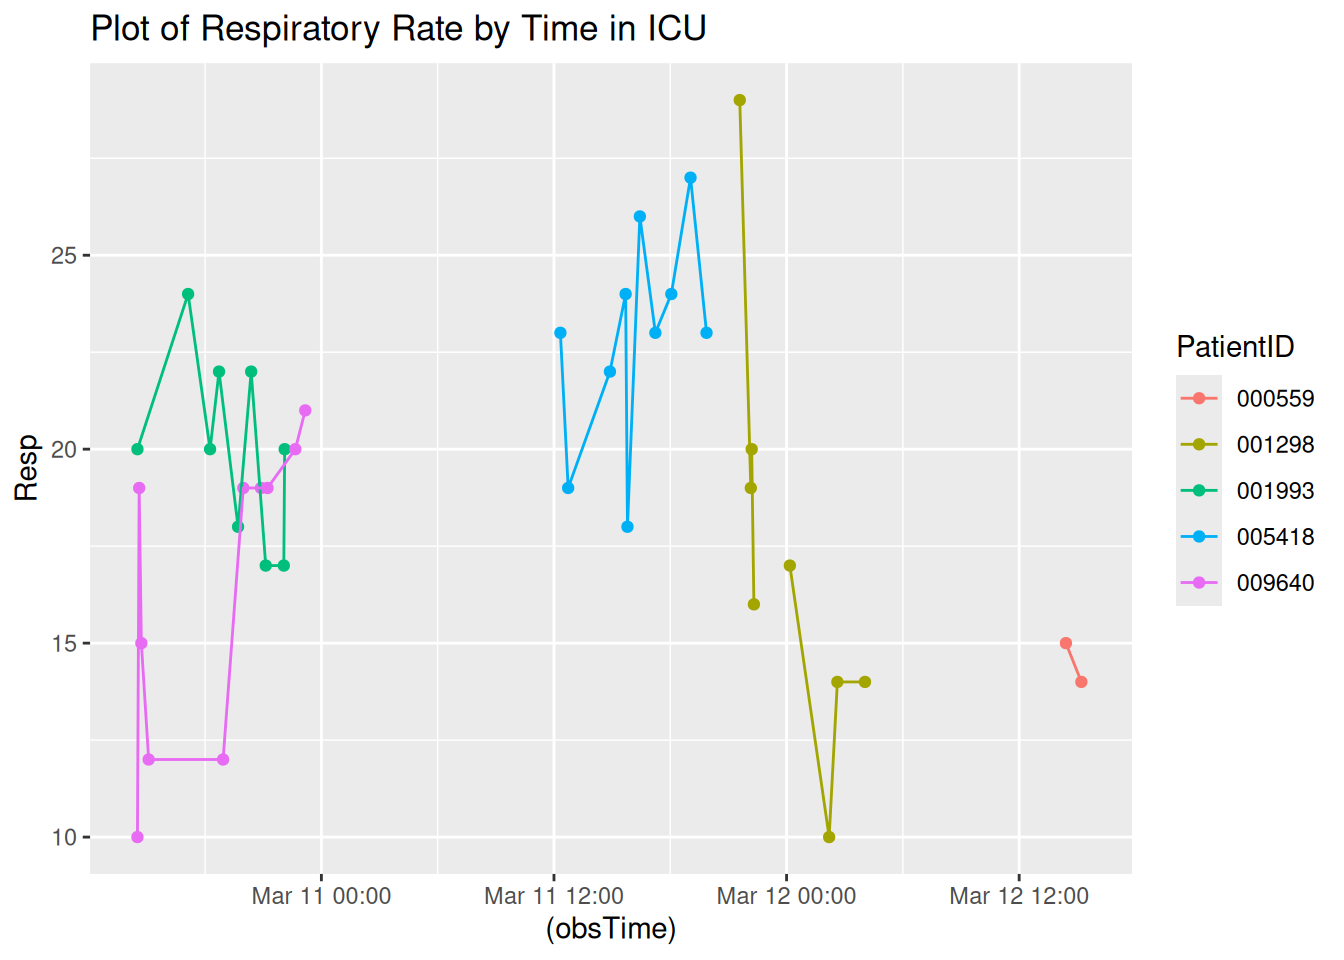 Plot of Respiratory Rate by Time in ICU
Resp
25
20
15
10
Mar 11 00:00
Mar 11 12:00
Mar 12 00:00
Mar 12 12:00
(obsTime)
PatientID
000559
001298
001993
005418
009640